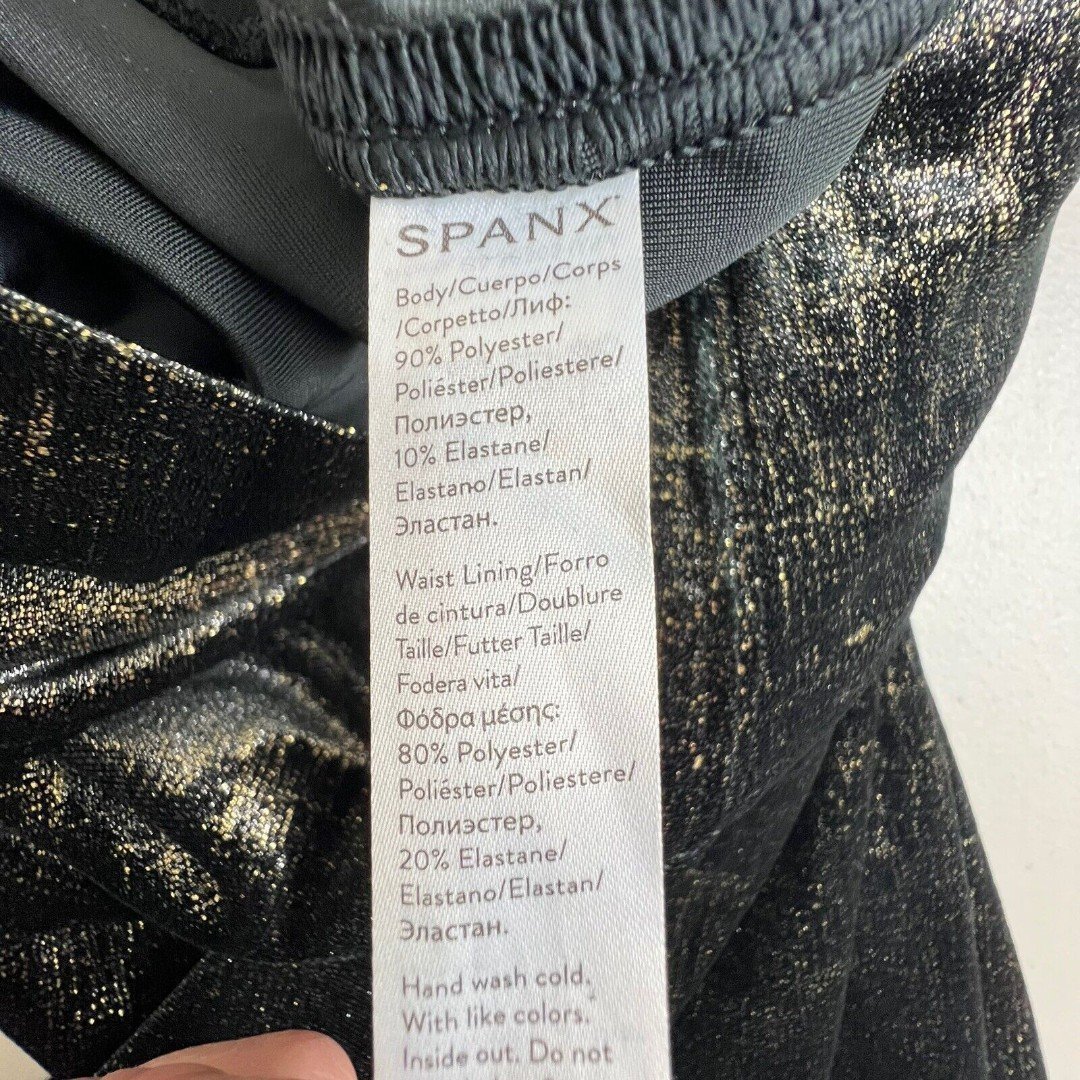 SPANX
Body/Cuerpo/Corps
/Corpetto/Лиф:
90% Polyester/
Poliéster/Poliestere/
Полиэстер,
10% Elastane/
Elastano/Elastan/
Эластан.
Waist Lining/Forro
de cintura/Doublure
Taille/Futter Taille/
Fodera vita/
Φόδρα μέσης:
80% Polyester/
Poliéster/Poliestere/
Полиэстер,
20% Elastane/
Elastano/Elastan/
Эластан.
Hand wash cold.
With like colors.
Inside out. Do not